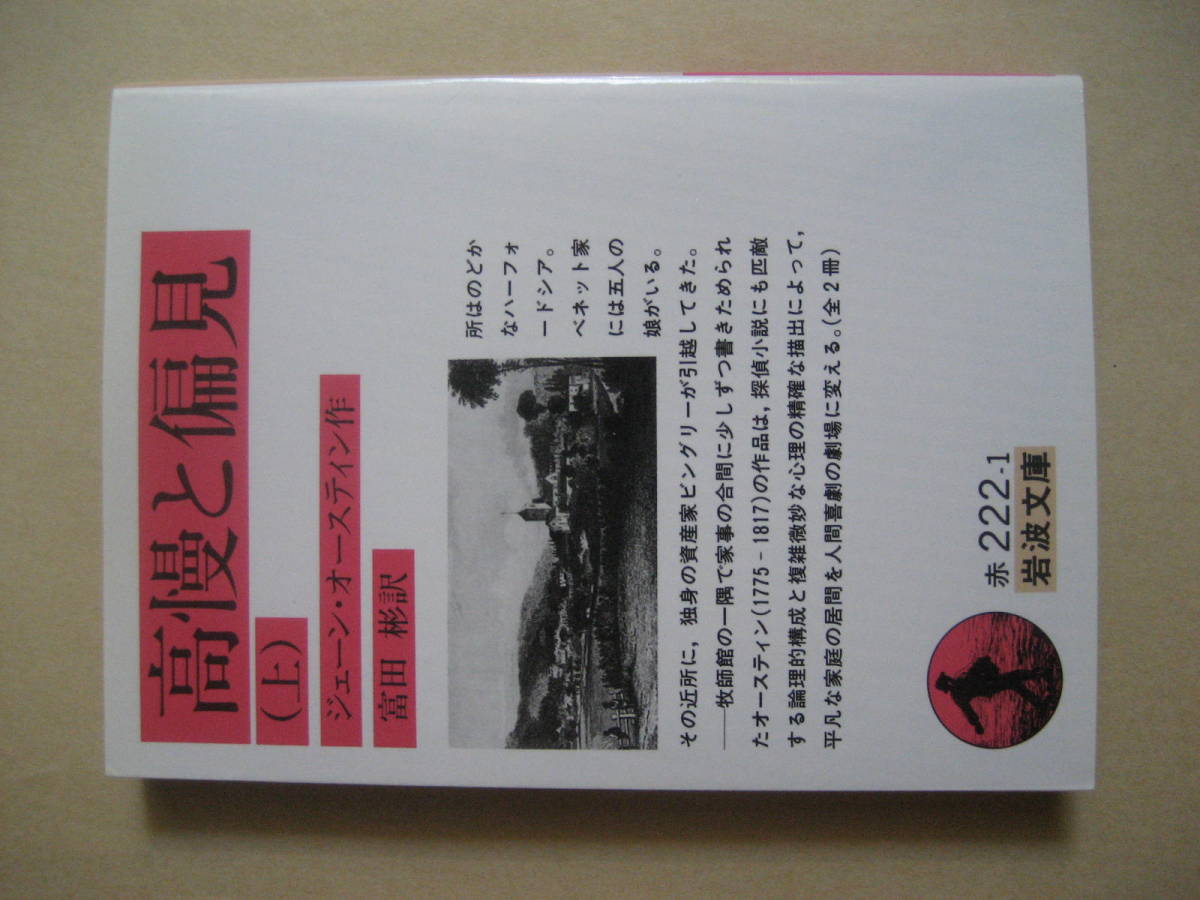 高慢と偏見
(上)
ジェーン・オースティン作
富田 彬訳
所はのどか
なハーフォ
ードシア。
ベネット家
には五人の
娘がいる。
その近所に，独身の資産家ビングリーが引越してきた。
──牧師館の一隅で家事の合間に少しずつ書きためられ
たオースティン(1775‐1817)の作品は，探偵小説にも匹敵
する論理的構成と複雑微妙な心理の精確な描出によって，
平凡な家庭の居間を人間喜劇の劇場に変える。(全2冊)
赤 222-1
岩波文庫